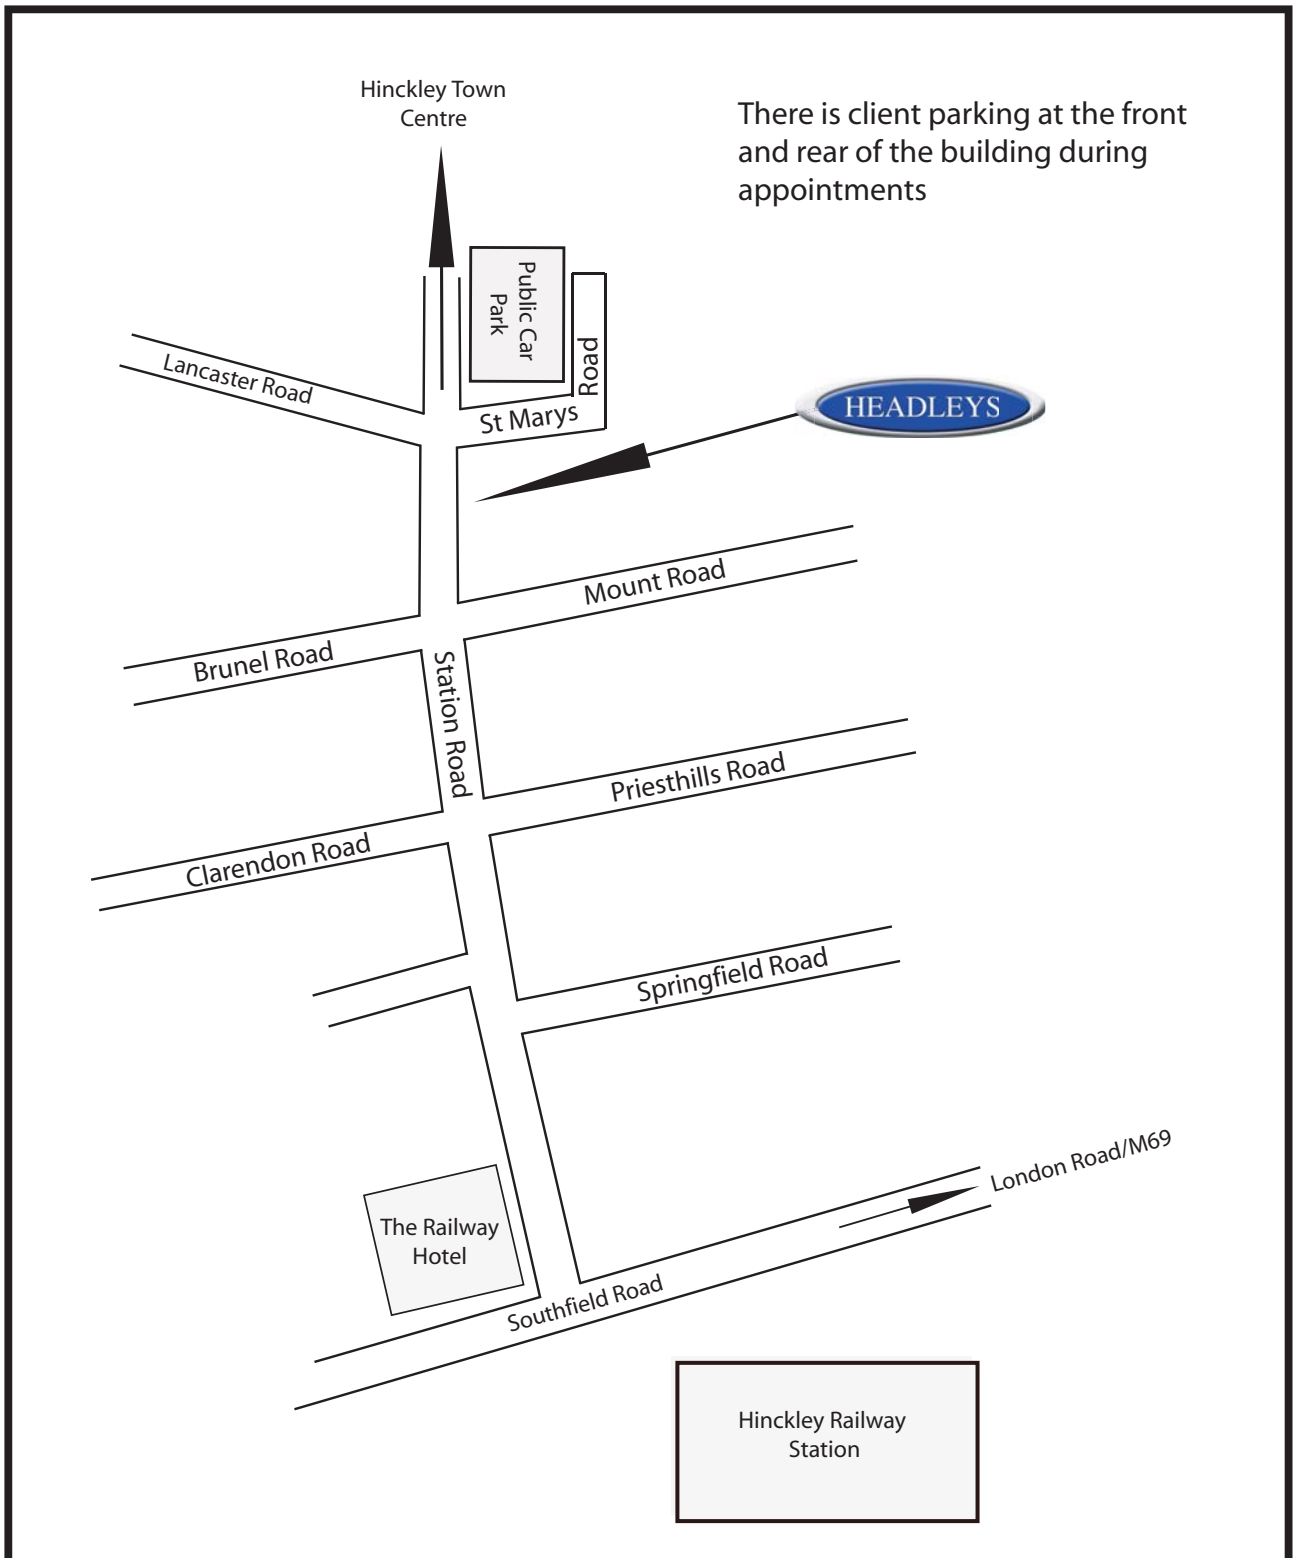 Hinckley Town
Centre
There is client parking at the front
and rear of the building during
appointments
Public Car
Park
Road
Lancaster Road
St Marys
HEADLEYS
Mount Road
Brunel Road
Station Road
Priesthills Road
Clarendon Road
Springfield Road
London Road/M69
The Railway
Hotel
Southfield Road
Hinckley Railway
Station